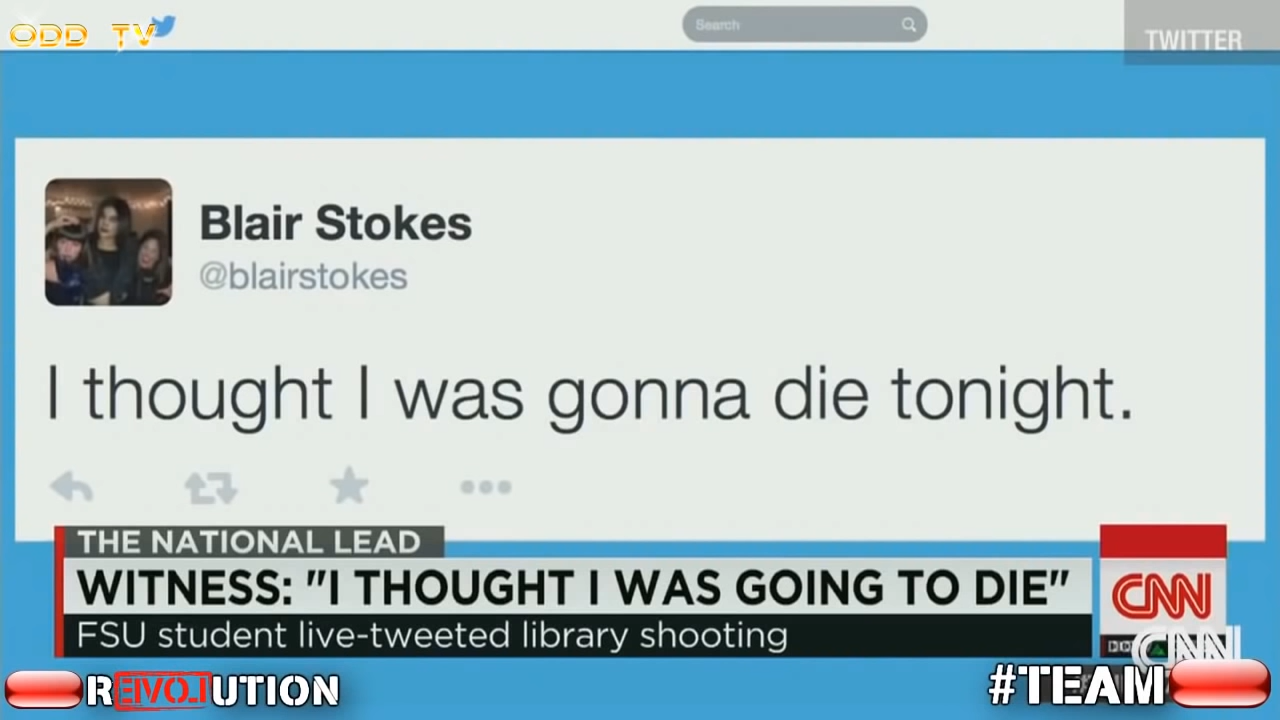 ODD TV
Search
TWITTER
Blair Stokes
@blairstokes
I thought I was gonna die tonight.
THE NATIONAL LEAD
WITNESS: "I THOUGHT I WAS GOING TO DIE"
FSU student live-tweeted library shooting
CNN
CNN
REVOLUTION
#TEAM